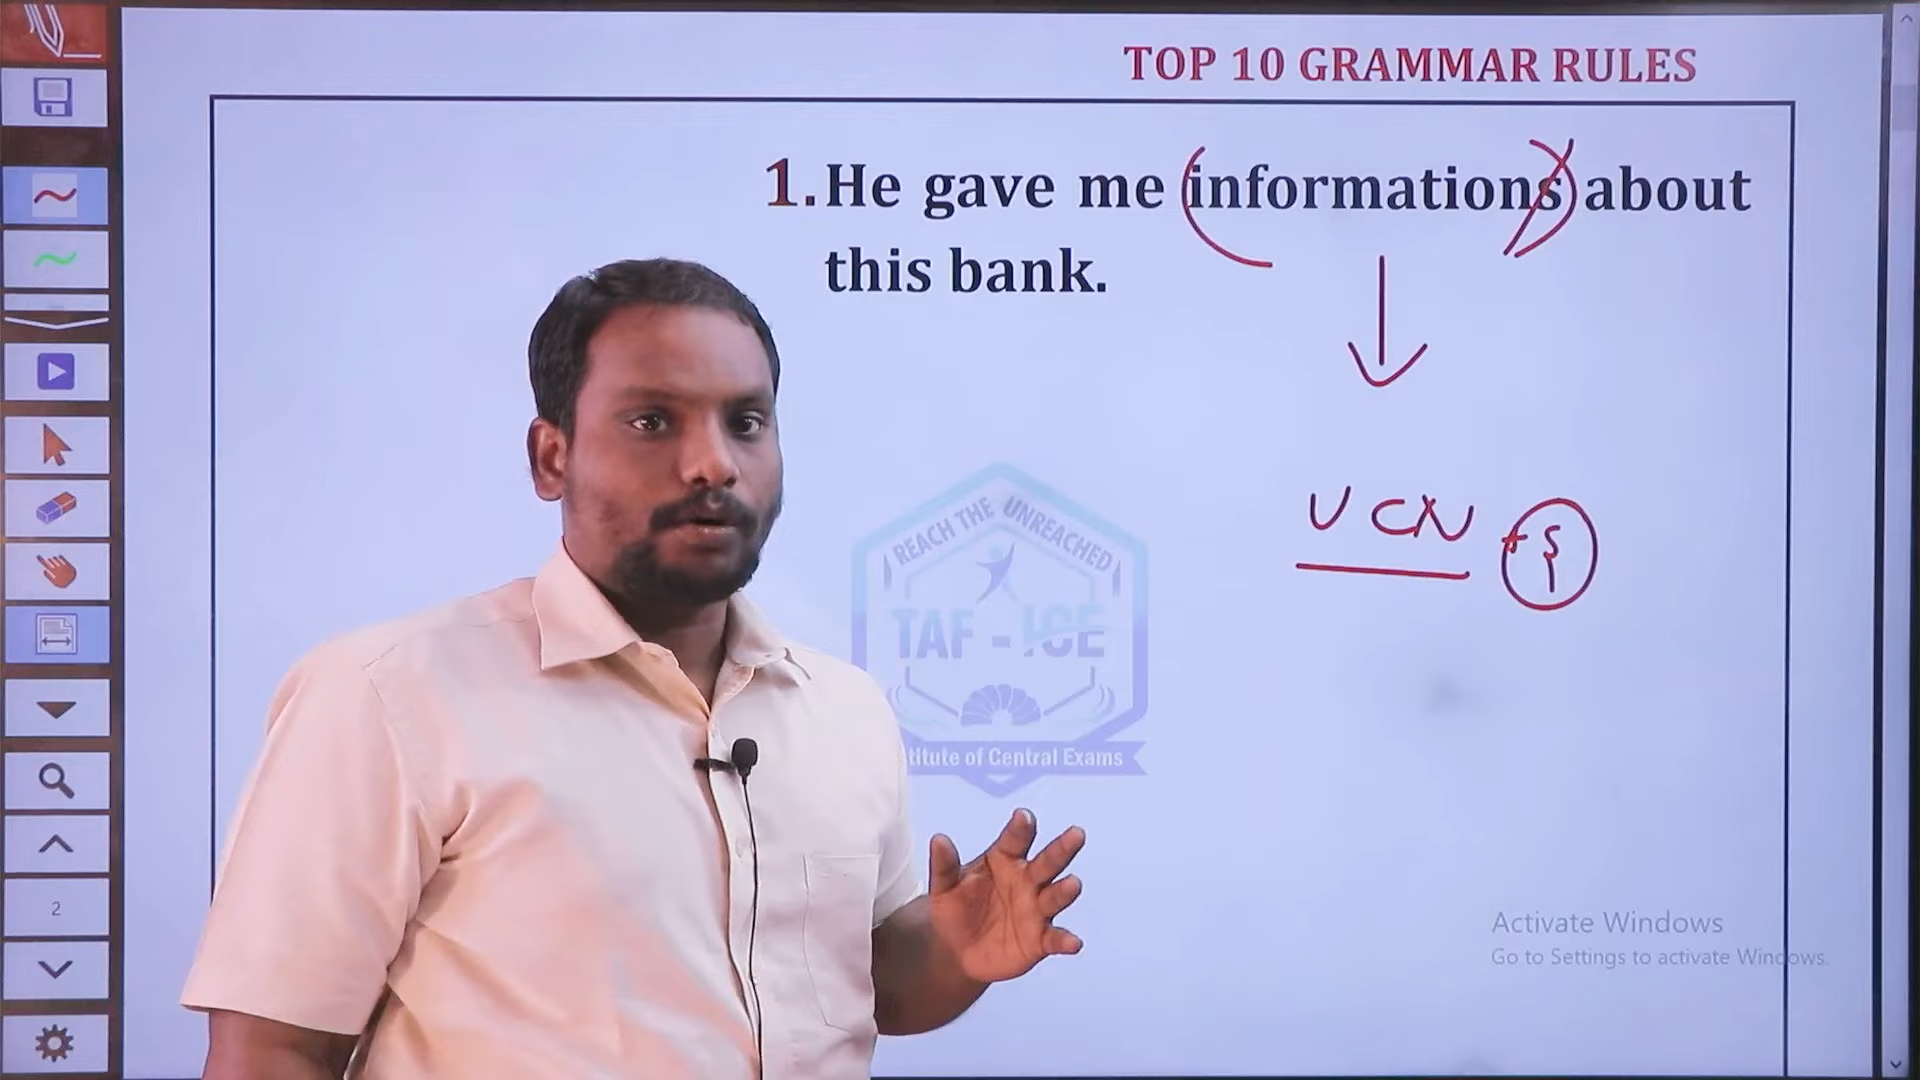 TOP 10 GRAMMAR RULES
1. He gave me informations about
this bank.
UCN + s
REACH THE UNREACHED
TAF - ICE
titute of Central Exams
2
Activate Windows
Go to Settings to activate Windows.